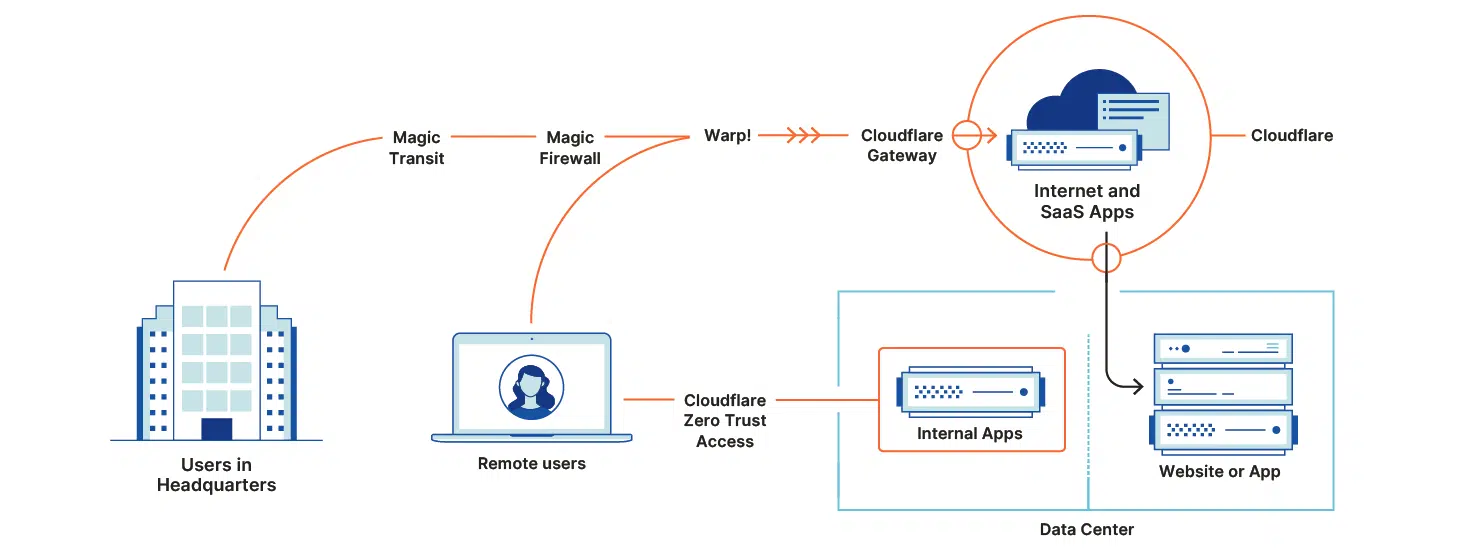 Magic
Transit
Magic
Firewall
Warp!
Cloudflare
Gateway
Cloudflare
Internet and
SaaS Apps
Users in
Headquarters
Remote users
Cloudflare
Zero Trust
Access
Internal Apps
Website or App
Data Center